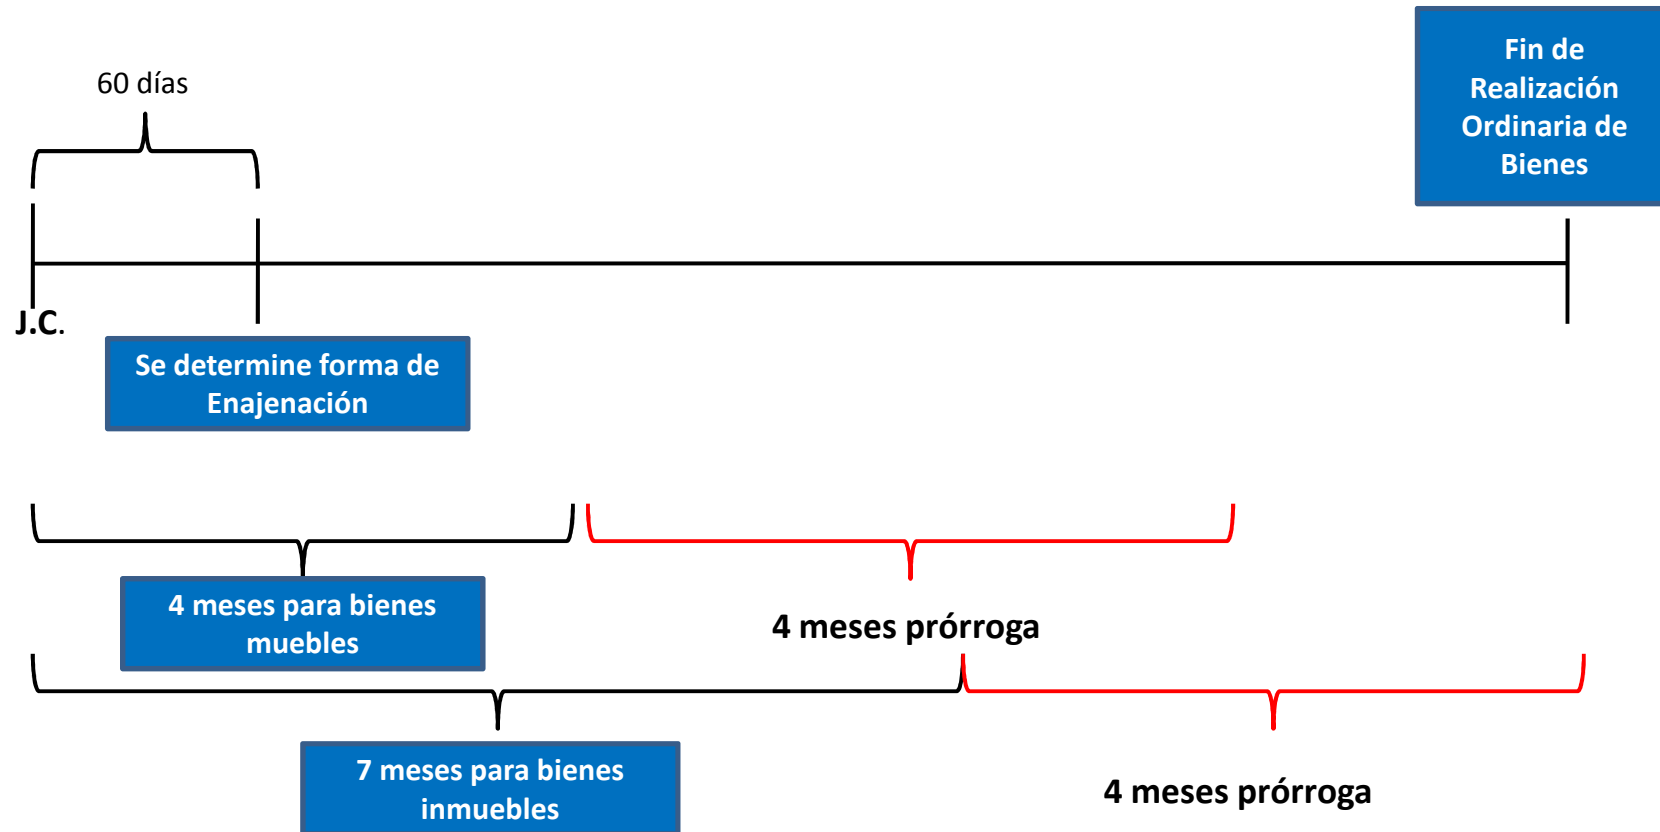 60 días
Fin de
Realización
Ordinaria de
Bienes
J.C.
Se determine forma de
Enajenación
4 meses para bienes
muebles
4 meses prórroga
7 meses para bienes
inmuebles
4 meses prórroga